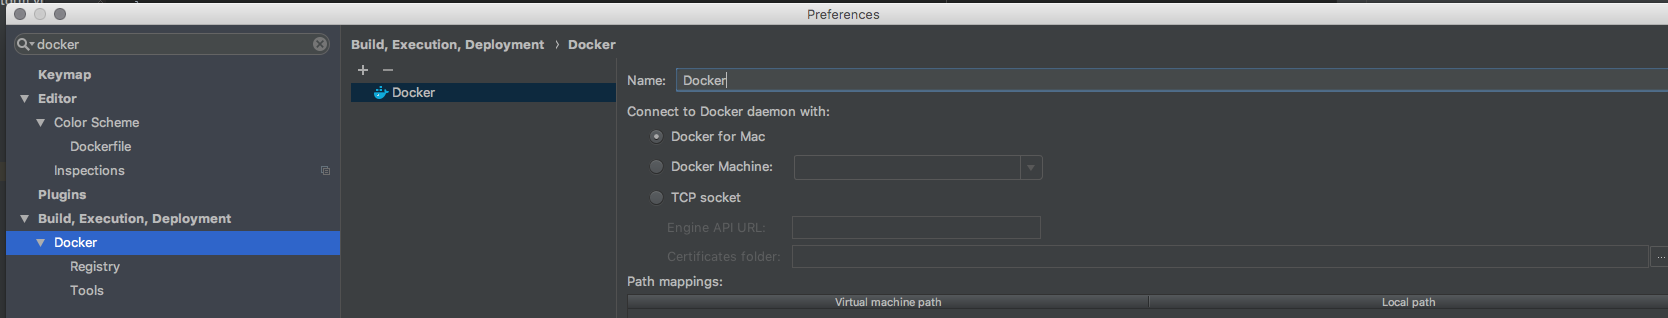 Preferences
docker
Keymap
Editor
Color Scheme
Dockerfile
Inspections
Plugins
Build, Execution, Deployment
Docker
Registry
Tools
Build, Execution, Deployment › Docker
Docker
Name: Docker
Connect to Docker daemon with:
Docker for Mac
Docker Machine:
TCP socket
Engine API URL:
Certificates folder:
...
Path mappings:
Virtual machine path
Local path